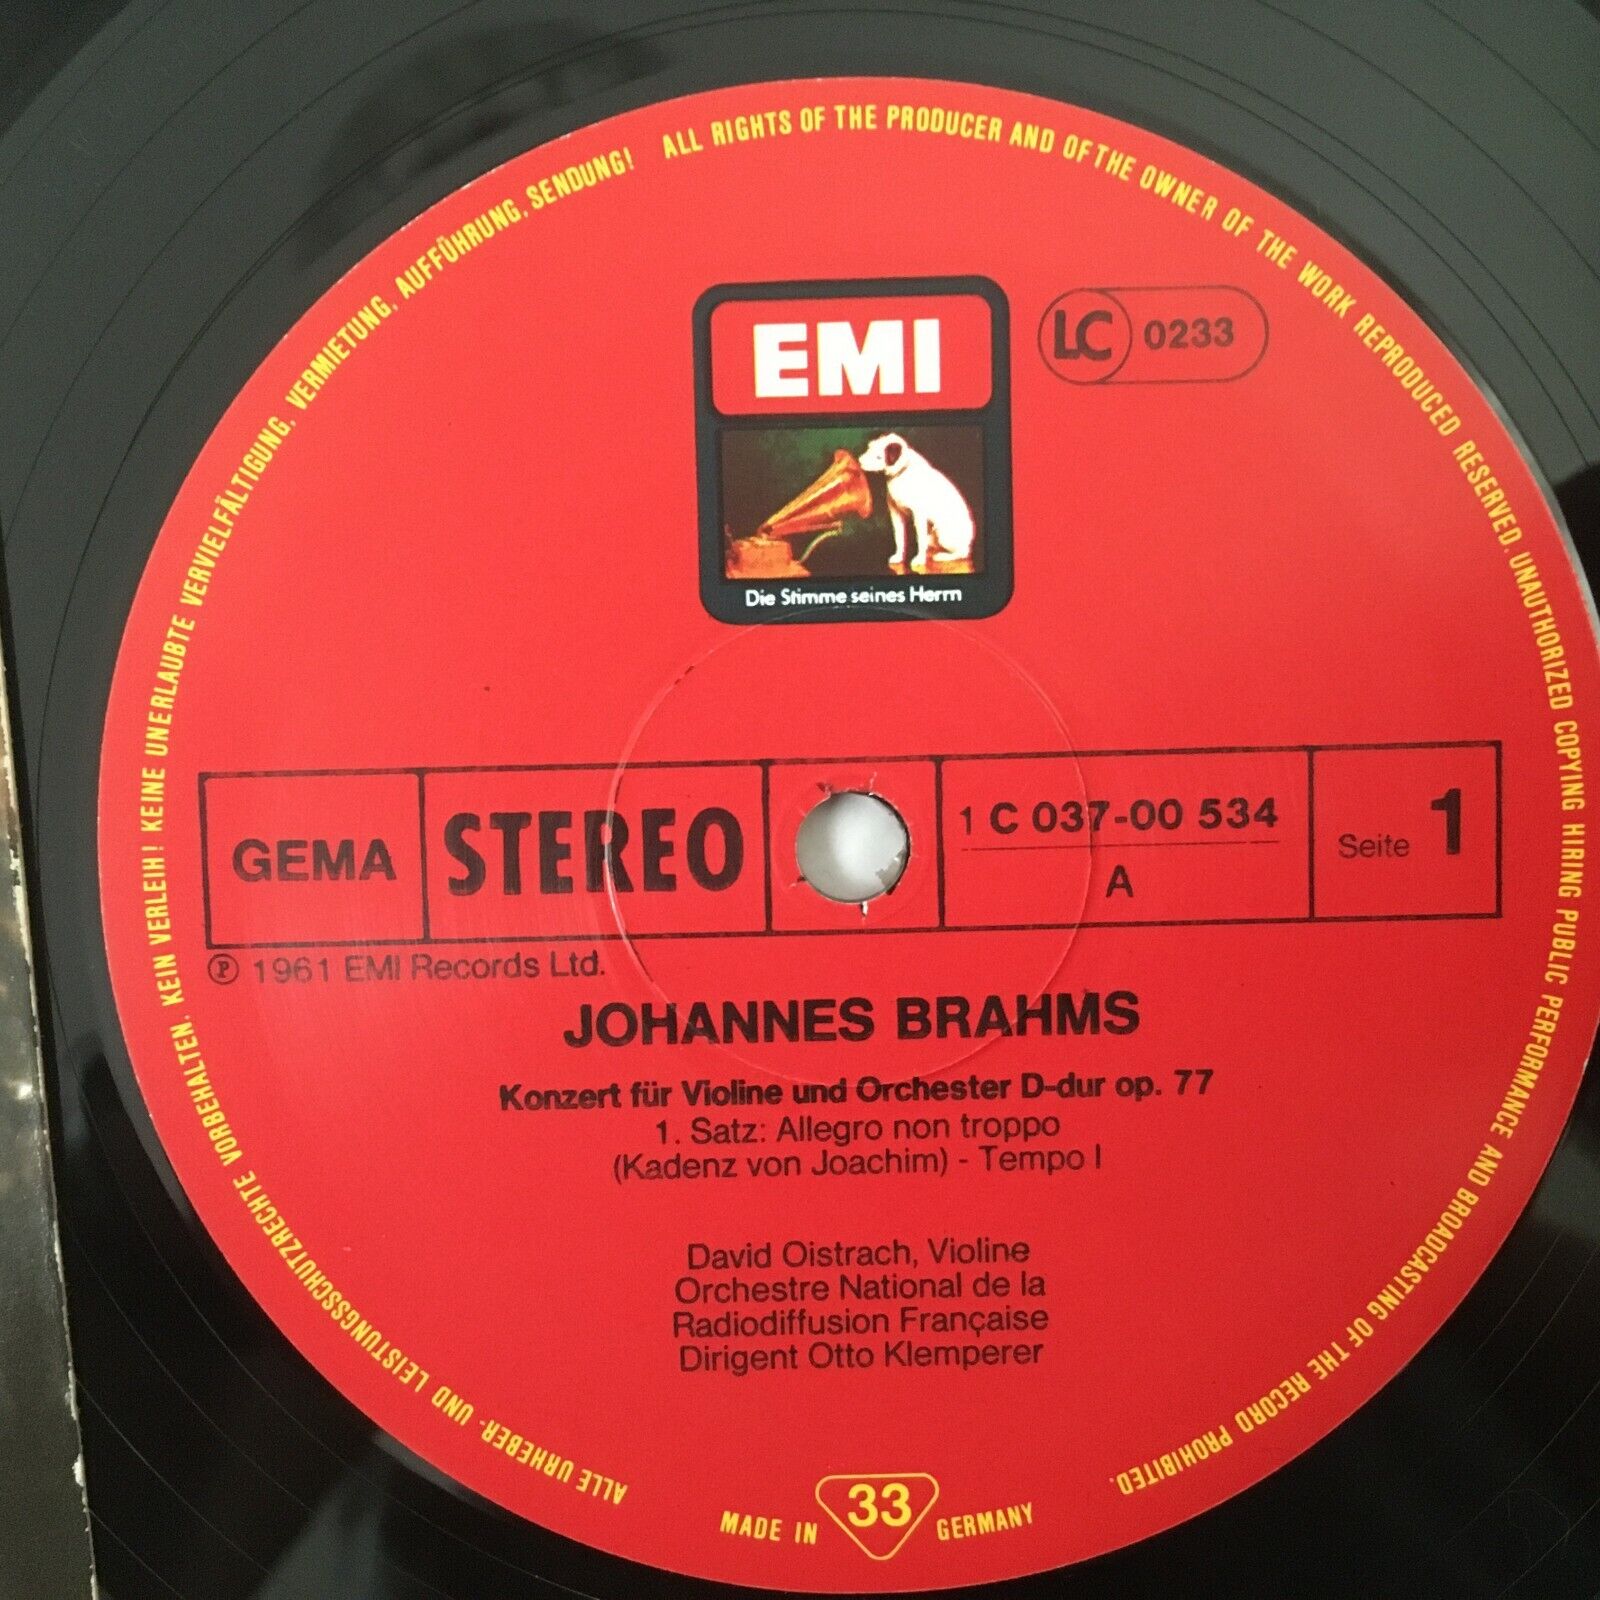 ALL RIGHTS OF THE PRODUCER AND OF THE OWNER OF THE WORK REPRODUCED RESERVED. UNAUTHORIZED COPYING HIRING PUBLIC PERFORMANCE AND BROADCASTING OF THE RECORD PROHIBITED.
ALLE URHEBER- UND LEISTUNGSSCHUTZRECHTE VORBEHALTEN. KEIN VERLEIH! KEINE UNERLAUBTE VERVIELFÄLTIGUNG, VERMIETUNG, AUFFÜHRUNG, SENDUNG!
EMI
LC 0233
Die Stimme seines Herrn
GEMA
STEREO
1 C 037-00 534
A
Seite 1
℗ 1961 EMI Records Ltd.
JOHANNES BRAHMS
Konzert für Violine und Orchester D-dur op. 77
1. Satz: Allegro non troppo
(Kadenz von Joachim) - Tempo I
David Oistrach, Violine
Orchestre National de la
Radiodiffusion Française
Dirigent Otto Klemperer
MADE IN 33 GERMANY